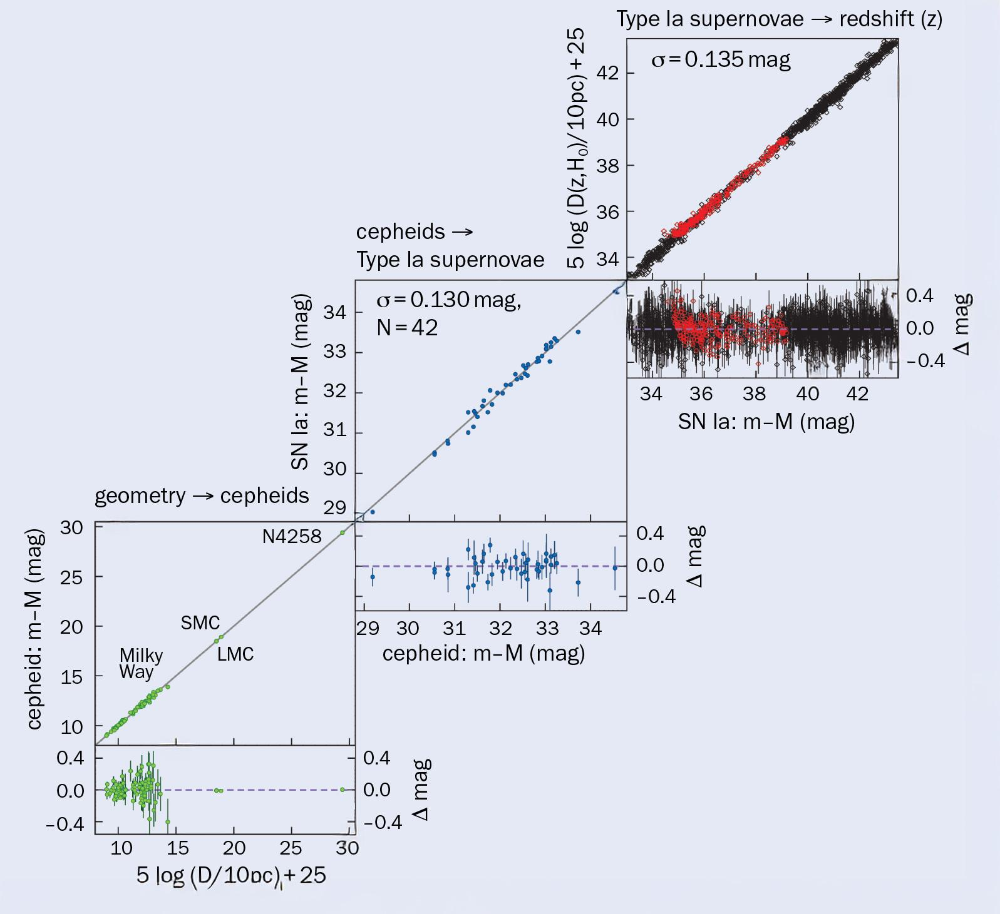 Type Ia supernovae → redshift (z)
5 log (D(z,H₀)/10pc) + 25
σ = 0.135 mag
42
40
38
36
34
0.4
0.0
−0.4
Δ mag
34 36 38 40 42
SN Ia: m–M (mag)
cepheids →
Type Ia supernovae
SN Ia: m–M (mag)
σ = 0.130 mag,
N = 42
34
33
32
31
30
29
0.4
0.0
−0.4
Δ mag
29 30 31 32 33 34
cepheid: m–M (mag)
geometry → cepheids
cepheid: m–M (mag)
30
25
20
15
10
N4258
SMC
LMC
Milky
Way
0.4
0.0
−0.4
0.4
0.0
−0.4
Δ mag
10 15 20 25 30
5 log (D/10pc) + 25